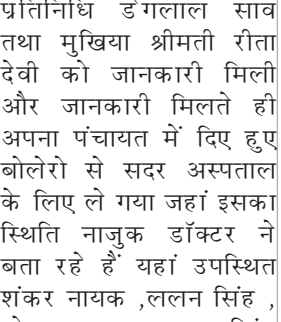 प्रतिनिधि डेगलाल साव
तथा मुखिया श्रीमती रीता
देवी को जानकारी मिली
और जानकारी मिलते ही
अपना पंचायत में दिए हुए
बोलेरो से सदर अस्पताल
के लिए ले गया जहां इसका
स्थिति नाजुक डॉक्टर ने
बता रहे हैं यहां उपस्थित
शंकर नायक ,ललन सिंह ,